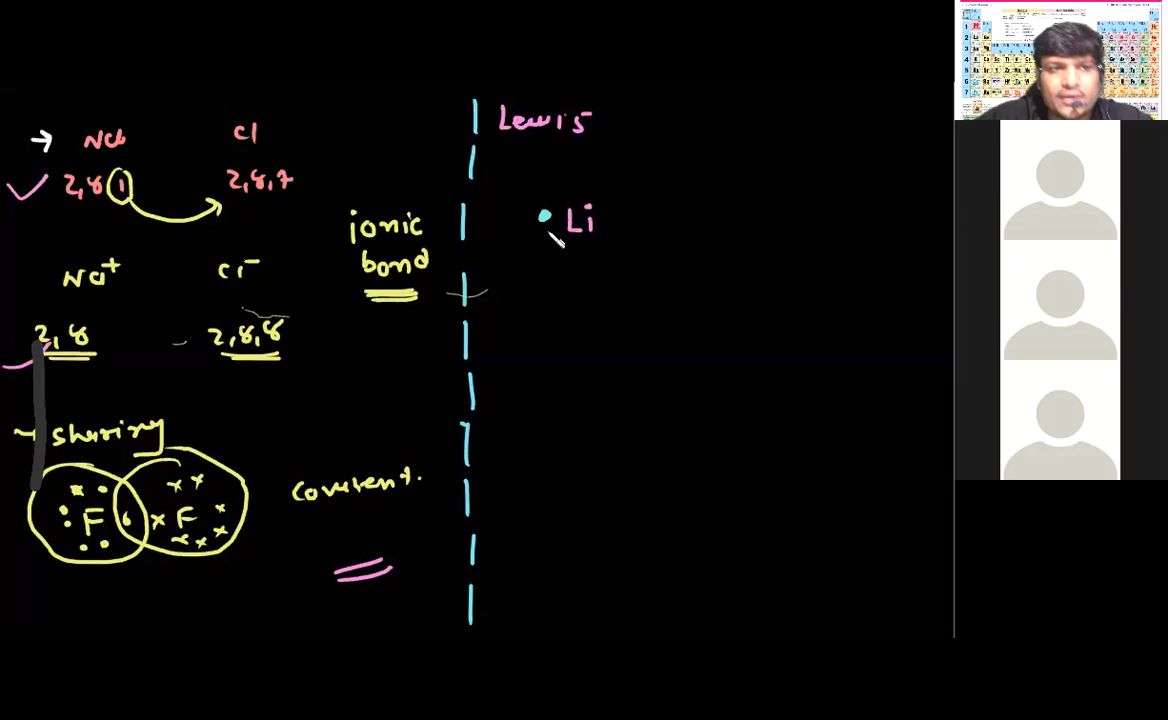 → Na Cl
2,8 1 2,8,7
ionic
bond
Na+ Cl-
2,8 - 2,8,8
sharing
F F
covalent.
Lewis
Li